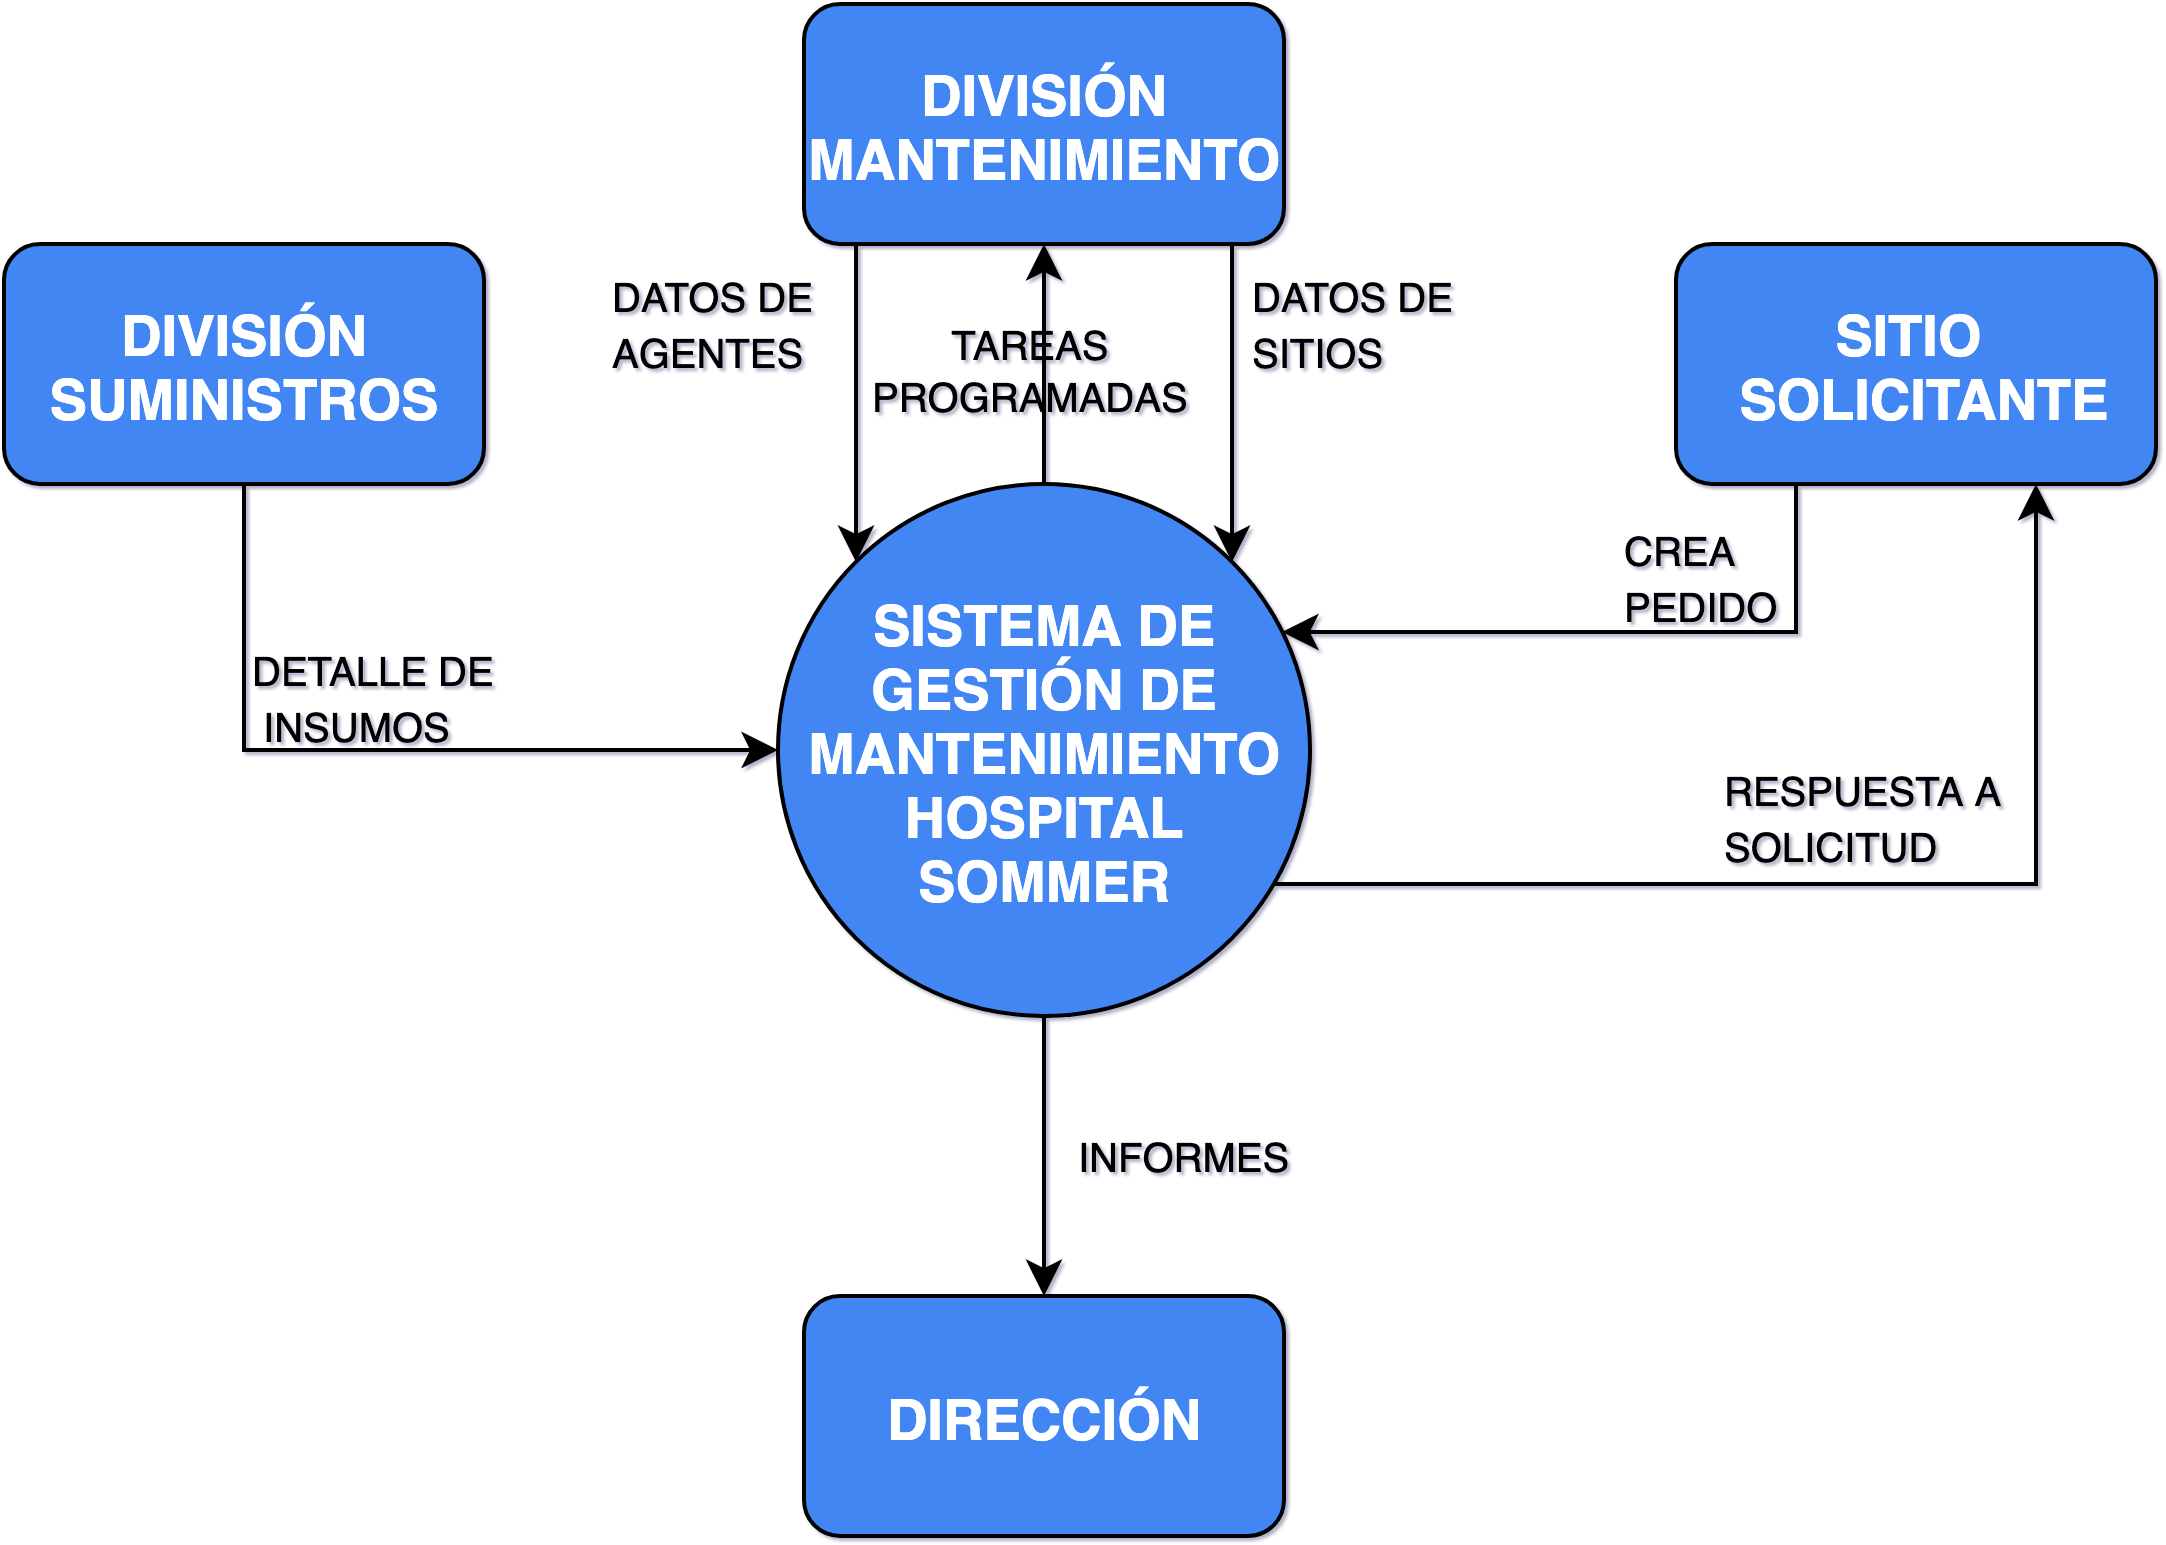 DIVISIÓN
MANTENIMIENTO
DIVISIÓN
SUMINISTROS
SITIO
SOLICITANTE
DATOS DE
AGENTES
TAREAS
PROGRAMADAS
DATOS DE
SITIOS
CREA
PEDIDO
DETALLE DE
INSUMOS
SISTEMA DE
GESTIÓN DE
MANTENIMIENTO
HOSPITAL
SOMMER
RESPUESTA A
SOLICITUD
INFORMES
DIRECCIÓN